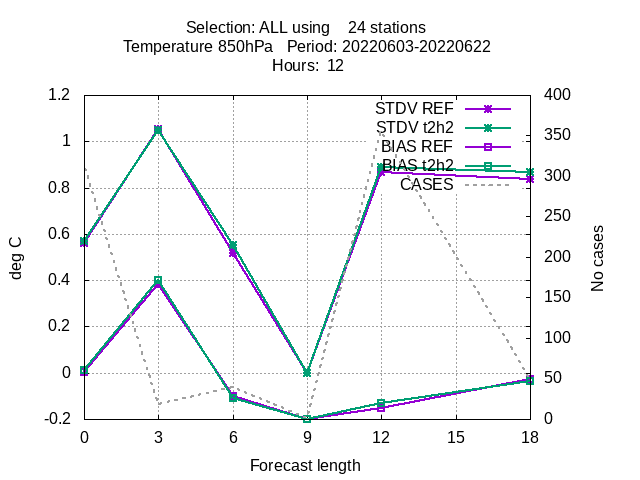 Selection: ALL using    24 stations
Temperature 850hPa   Period: 20220603-20220622
Hours: 12
deg C
1.2
1
0.8
0.6
0.4
0.2
0
-0.2
STDV REF
STDV t2h2
BIAS REF
BIAS t2h2
CASES
400
350
300
250
200
150
100
50
0
No cases
0 3 6 9 12 15 18
Forecast length